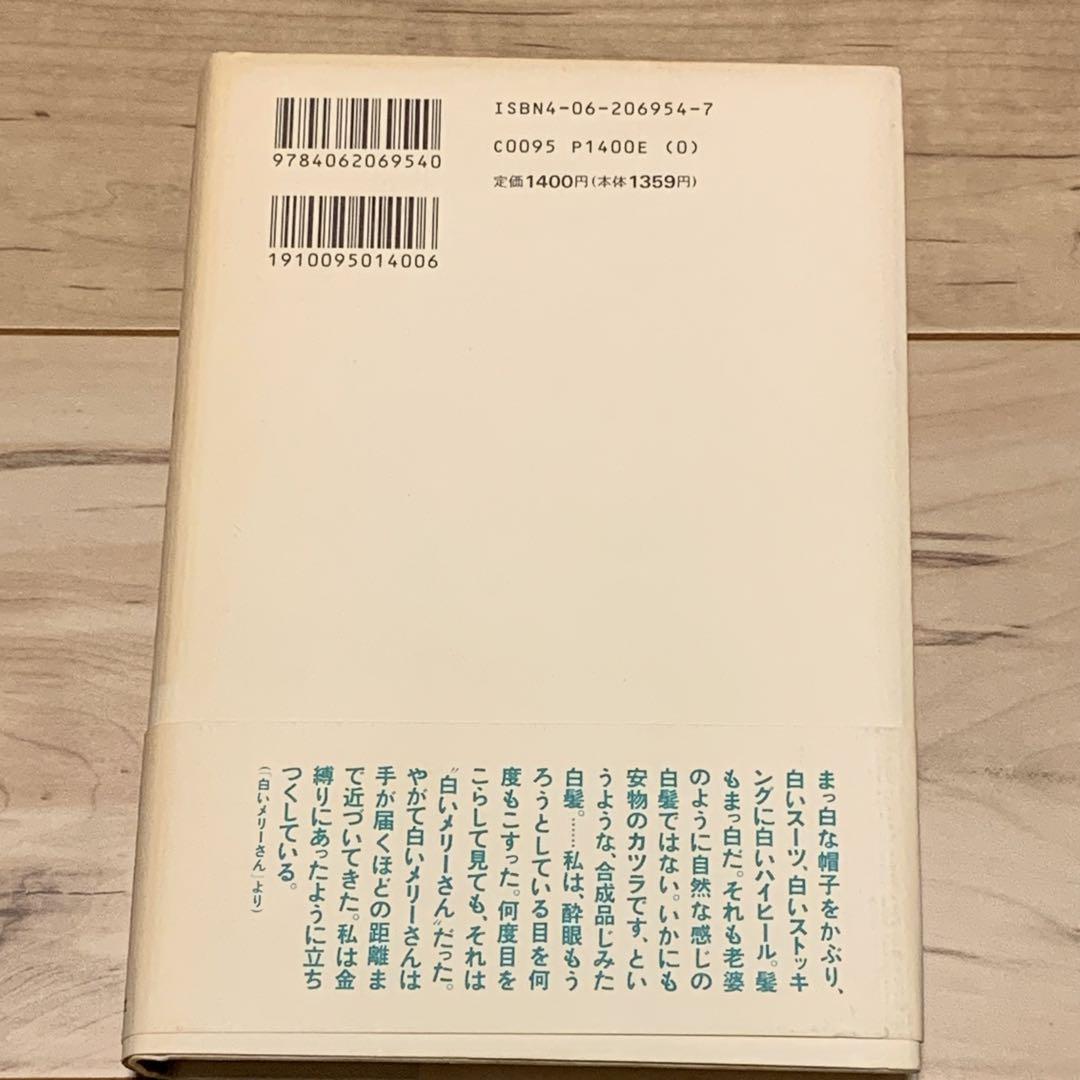 9784062069540
1910095014006
ISBN4-06-206954-7
C0095 P1400E (0)
定価1400円(本体1359円)
まっ白な帽子をかぶり、
白いスーツ、白いストッキ
ングに白いハイヒール。髪
もまっ白だ。それも老婆
のように自然な感じの
白髪ではない。いかにも
安物のカツラです、とい
うような、合成品じみた
白髪。……私は、酔眼もう
ろうとしている目を何
度もこすった。何度目を
こらして見ても、それは
“白いメリーさん”だった。
やがて白いメリーさんは
手が届くほどの距離ま
で近づいてきた。私は金
縛りにあったように立ち
つくしている。
(「白いメリーさん」より)